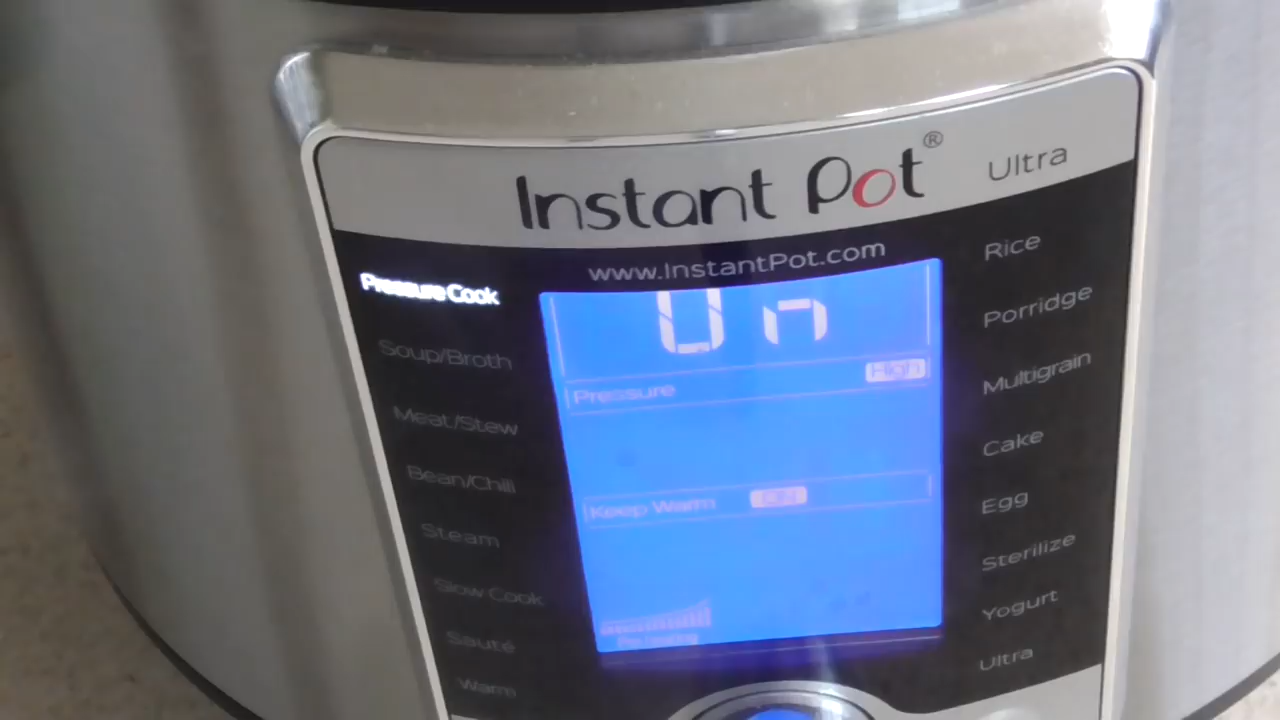 Instant Pot® Ultra
www.InstantPot.com
Pressure Cook
Soup/Broth
Meat/Stew
Bean/Chili
Steam
Slow Cook
Sauté
Warm
On
Pressure High
Keep Warm ON
Rice
Porridge
Multigrain
Cake
Egg
Sterilize
Yogurt
Ultra